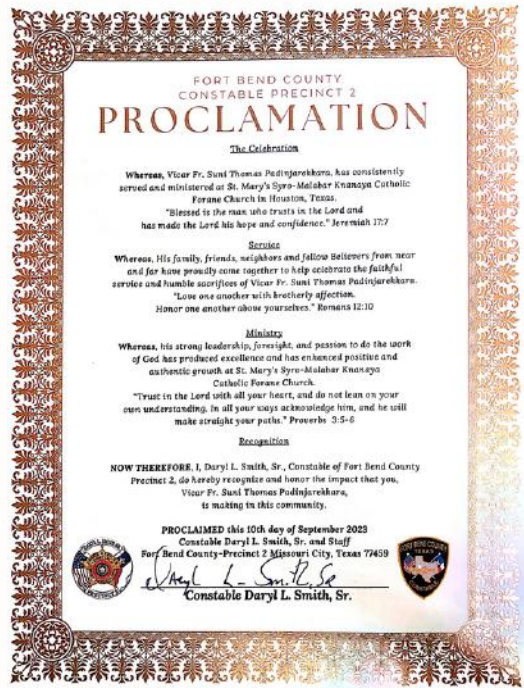 FORT BEND COUNTY
CONSTABLE PRECINCT 2
PROCLAMATION
The Celebration
Whereas, Vicar Fr. Suni Thomas Padinjarekhara, has consistently
served and ministered at St. Mary's Syro-Malabar Knanaya Catholic
Forane Church in Houston, Texas.
"Blessed is the man who trusts in the Lord and
has made the Lord his hope and confidence." Jeremiah 17:7
Service
Whereas, His family, friends, neighbors and fellow Believers from near
and far have proudly come together to help celebrate the faithful
service and humble sacrifices of Vicar Fr. Suni Thomas Padinjarekhara.
"Love one another with brotherly affection.
Honor one another above yourselves." Romans 12:10
Ministry
Whereas, his strong leadership, foresight, and passion to do the work
of God has produced excellence and has enhanced positive and
authentic growth at St. Mary's Syro-Malabar Knanaya
Catholic Forane Church.
"Trust in the Lord with all your heart, and do not lean on your
own understanding, in all your ways acknowledge him, and he will
make straight your paths." Proverbs 3:5-6
Recognition
NOW THEREFORE, I, Daryl L. Smith, Sr., Constable of Fort Bend County
Precinct 2, do hereby recognize and honor the impact that you,
Vicar Fr. Suni Thomas Padinjarekhara,
is making in this community.
PROCLAIMED this 10th day of September 2023
Constable Daryl L. Smith, Sr. and Staff
Fort Bend County-Precinct 2 Missouri City, Texas 77459
Daryl L. Smith, Sr
Constable Daryl L. Smith, Sr.
FORT BEND COUNTY
TEXAS